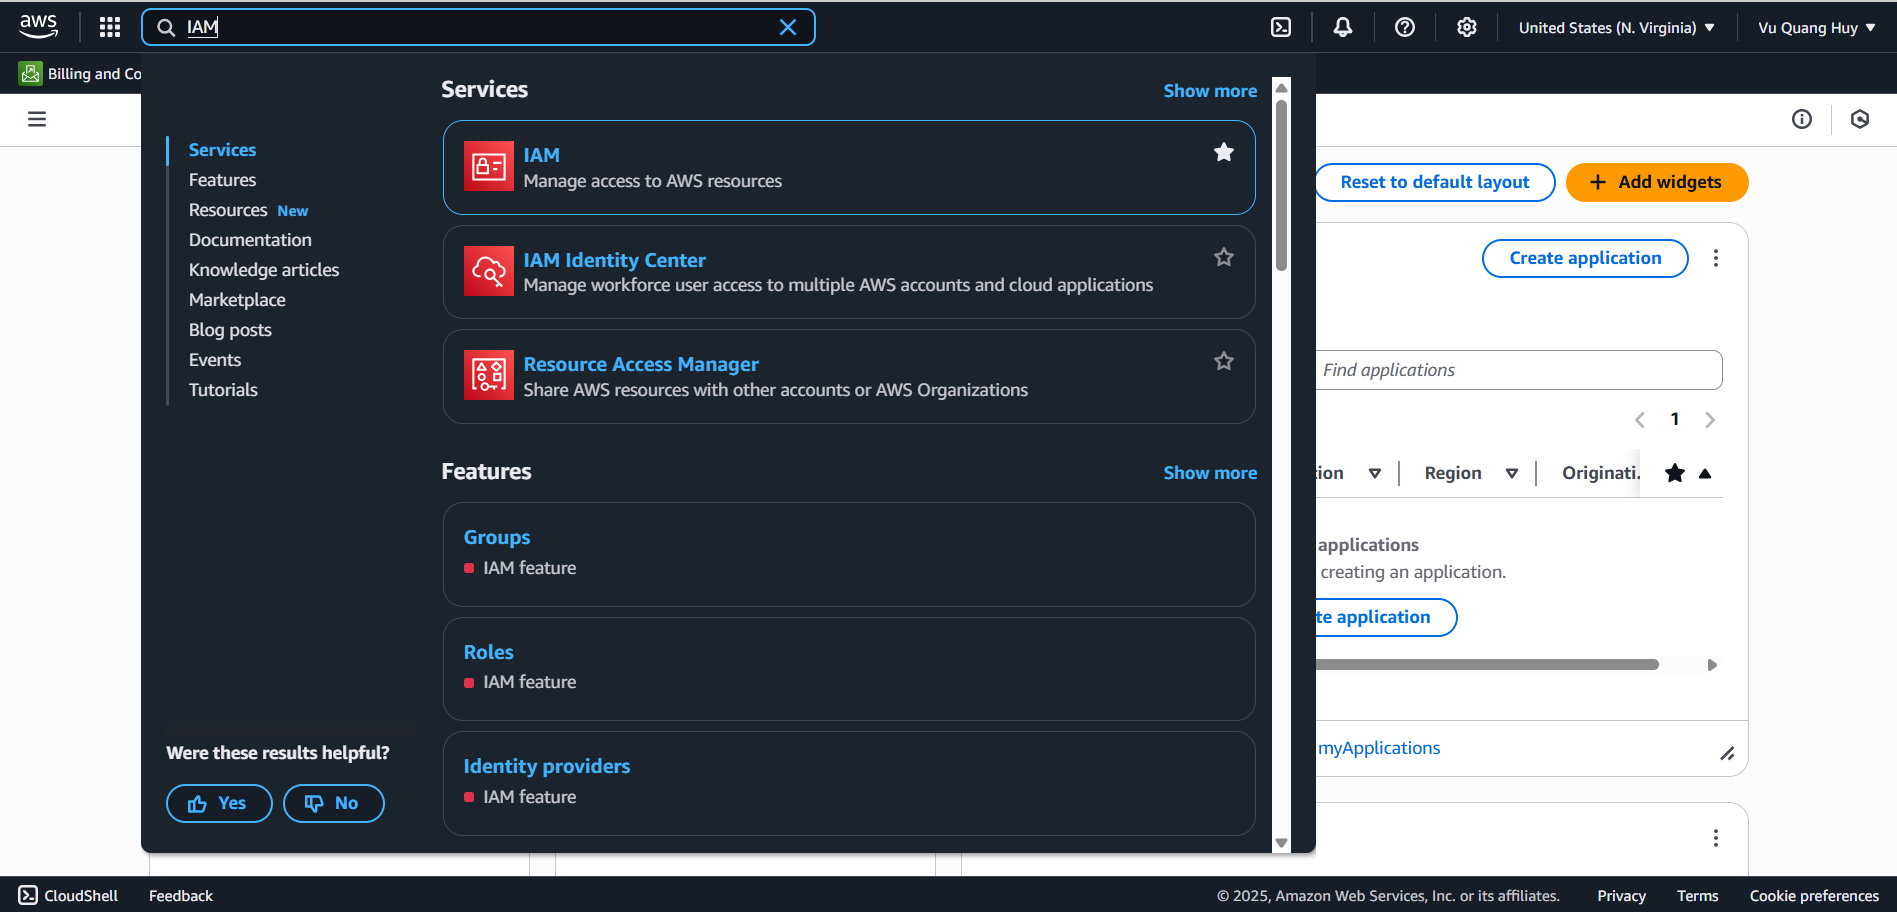 aws
IAM
United States (N. Virginia)
Vu Quang Huy
Billing and Co
Services
Features
Resources New
Documentation
Knowledge articles
Marketplace
Blog posts
Events
Tutorials
Were these results helpful?
Yes
No
Services
Show more
IAM
Manage access to AWS resources
IAM Identity Center
Manage workforce user access to multiple AWS accounts and cloud applications
Resource Access Manager
Share AWS resources with other accounts or AWS Organizations
Features
Show more
Groups
IAM feature
Roles
IAM feature
Identity providers
IAM feature
Reset to default layout
Add widgets
Create application
Find applications
1
ion
Region
Originati.
applications
creating an application.
te application
myApplications
CloudShell
Feedback
© 2025, Amazon Web Services, Inc. or its affiliates.
Privacy
Terms
Cookie preferences